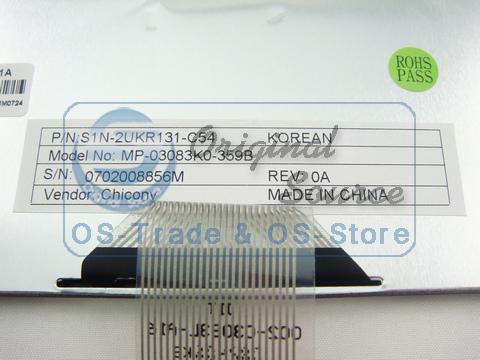 1A
M0724
ROHS
PASS
P/N:S1N-2UKR131-C54 KOREAN
Model No: MP-03083K0-359B
S/N: 0702008856M REV: 0A
Vendor: Chicony MADE IN CHINA
Original
Source
OS Trade & OS Store